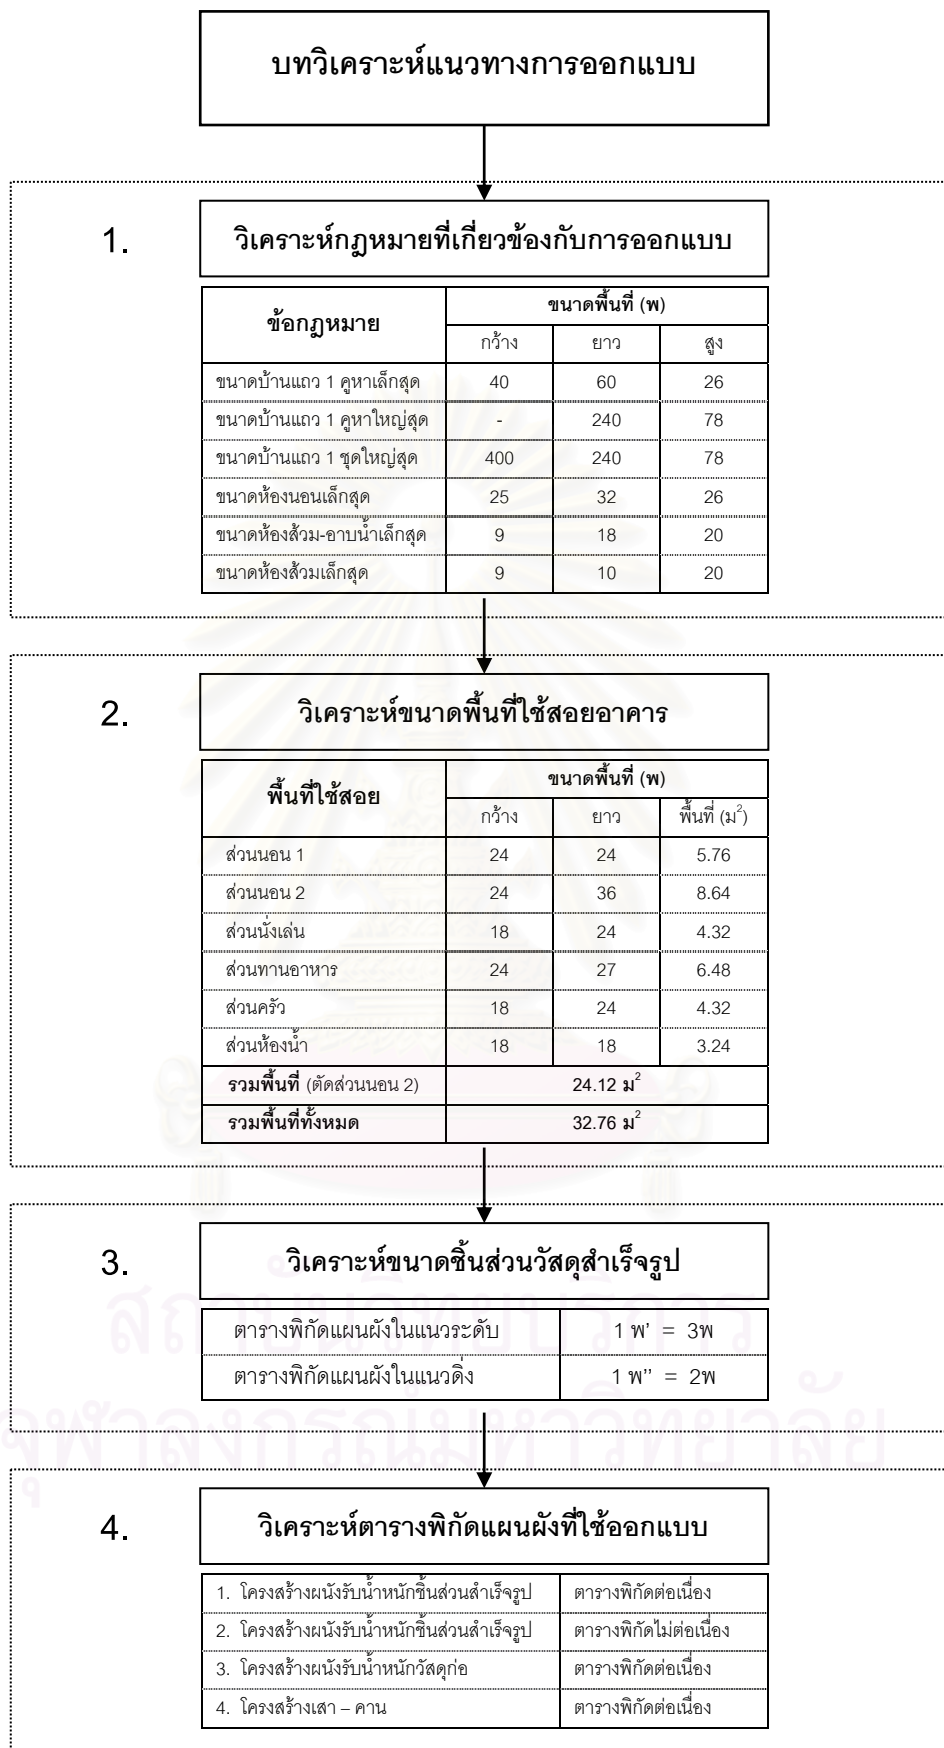 บทวิเคราะห์แนวทางการออกแบบ
1.
วิเคราะห์กฎหมายที่เกี่ยวข้องกับการออกแบบ
ข้อกฎหมาย ขนาดพื้นที่ (พ)
กว้าง ยาว สูง
ขนาดบ้านแถว 1 คูหาเล็กสุด 40 60 26
ขนาดบ้านแถว 1 คูหาใหญ่สุด - 240 78
ขนาดบ้านแถว 1 ชุดใหญ่สุด 400 240 78
ขนาดห้องนอนเล็กสุด 25 32 26
ขนาดห้องส้วม-อาบน้ำเล็กสุด 9 18 20
ขนาดห้องส้วมเล็กสุด 9 10 20
2.
วิเคราะห์ขนาดพื้นที่ใช้สอยอาคาร
พื้นที่ใช้สอย ขนาดพื้นที่ (พ)
กว้าง ยาว พื้นที่ (ม²)
ส่วนนอน 1 24 24 5.76
ส่วนนอน 2 24 36 8.64
ส่วนนั่งเล่น 18 24 4.32
ส่วนทานอาหาร 24 27 6.48
ส่วนครัว 18 24 4.32
ส่วนห้องน้ำ 18 18 3.24
รวมพื้นที่ (ตัดส่วนนอน 2) 24.12 ม²
รวมพื้นที่ทั้งหมด 32.76 ม²
3.
วิเคราะห์ขนาดชิ้นส่วนวัสดุสำเร็จรูป
ตารางพิกัดแผนผังในแนวระดับ 1 พ’ = 3พ
ตารางพิกัดแผนผังในแนวดิ่ง 1 พ’’ = 2พ
สถาบันวิทยบริการ
จุฬาลงกรณ์มหาวิทยาลัย
4.
วิเคราะห์ตารางพิกัดแผนผังที่ใช้ออกแบบ
1. โครงสร้างผนังรับน้ำหนักชิ้นส่วนสำเร็จรูป ตารางพิกัดต่อเนื่อง
2. โครงสร้างผนังรับน้ำหนักชิ้นส่วนสำเร็จรูป ตารางพิกัดไม่ต่อเนื่อง
3. โครงสร้างผนังรับน้ำหนักวัสดุก่อ ตารางพิกัดต่อเนื่อง
4. โครงสร้างเสา – คาน ตารางพิกัดต่อเนื่อง